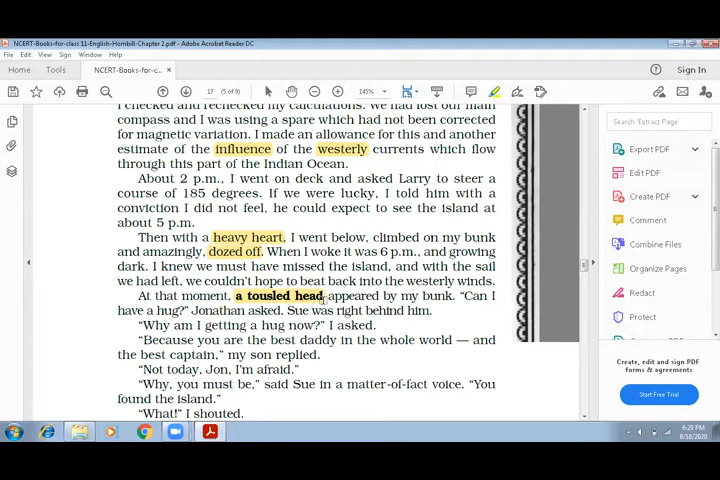 NCERT-Books-for-class 11-English-Hornbill-Chapter 2.pdf - Adobe Acrobat Reader DC
File Edit View Sign Window Help
Home Tools NCERT-Books-for-c... × Sign In
17 (5 of 9) 145%
I checked and rechecked my calculations. We had lost our main
compass and I was using a spare which had not been corrected
for magnetic variation. I made an allowance for this and another
estimate of the influence of the westerly currents which flow
through this part of the Indian Ocean.
About 2 p.m., I went on deck and asked Larry to steer a
course of 185 degrees. If we were lucky, I told him with a
conviction I did not feel, he could expect to see the island at
about 5 p.m.
Then with a heavy heart, I went below, climbed on my bunk
and amazingly, dozed off. When I woke it was 6 p.m., and growing
dark. I knew we must have missed the island, and with the sail
we had left, we couldn't hope to beat back into the westerly winds.
At that moment, a tousled head appeared by my bunk. “Can I
have a hug?” Jonathan asked. Sue was right behind him.
“Why am I getting a hug now?” I asked.
“Because you are the best daddy in the whole world — and
the best captain,” my son replied.
“Not today, Jon, I'm afraid.”
“Why, you must be,” said Sue in a matter-of-fact voice. “You
found the island.”
“What!” I shouted.
Search 'Extract Page'
Export PDF
Edit PDF
Create PDF
Comment
Combine Files
Organize Pages
Redact
Protect
Create, edit and sign PDF
forms & agreements
Start Free Trial
6:29 PM
8/18/2020